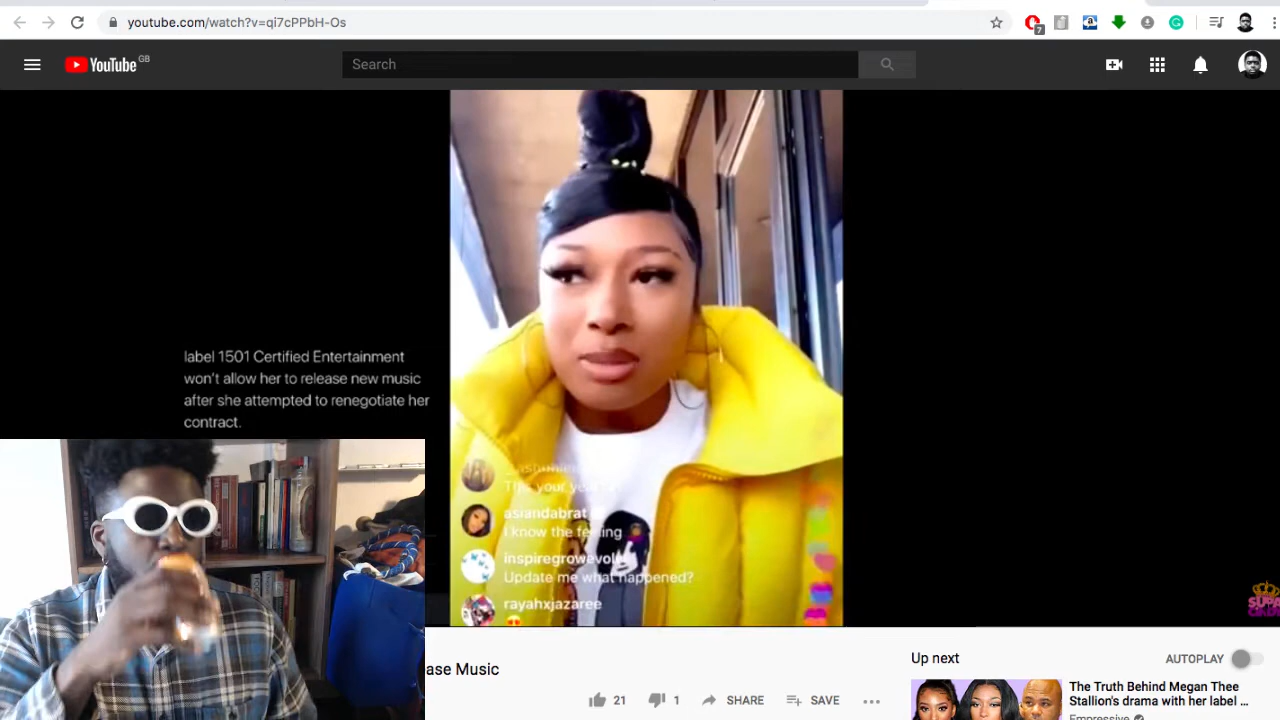 youtube.com/watch?v=qi7cPPbH-Os
7
YouTube GB
Search
label 1501 Certified Entertainment
won't allow her to release new music
after she attempted to renegotiate her
contract.
asiandabrat
I know the feeling
Update me what happened?
rayahxjazaree
ase Music
21
1
SHARE
SAVE
Up next
AUTOPLAY
The Truth Behind Megan Thee
Stallion's drama with her label ...
Empressive